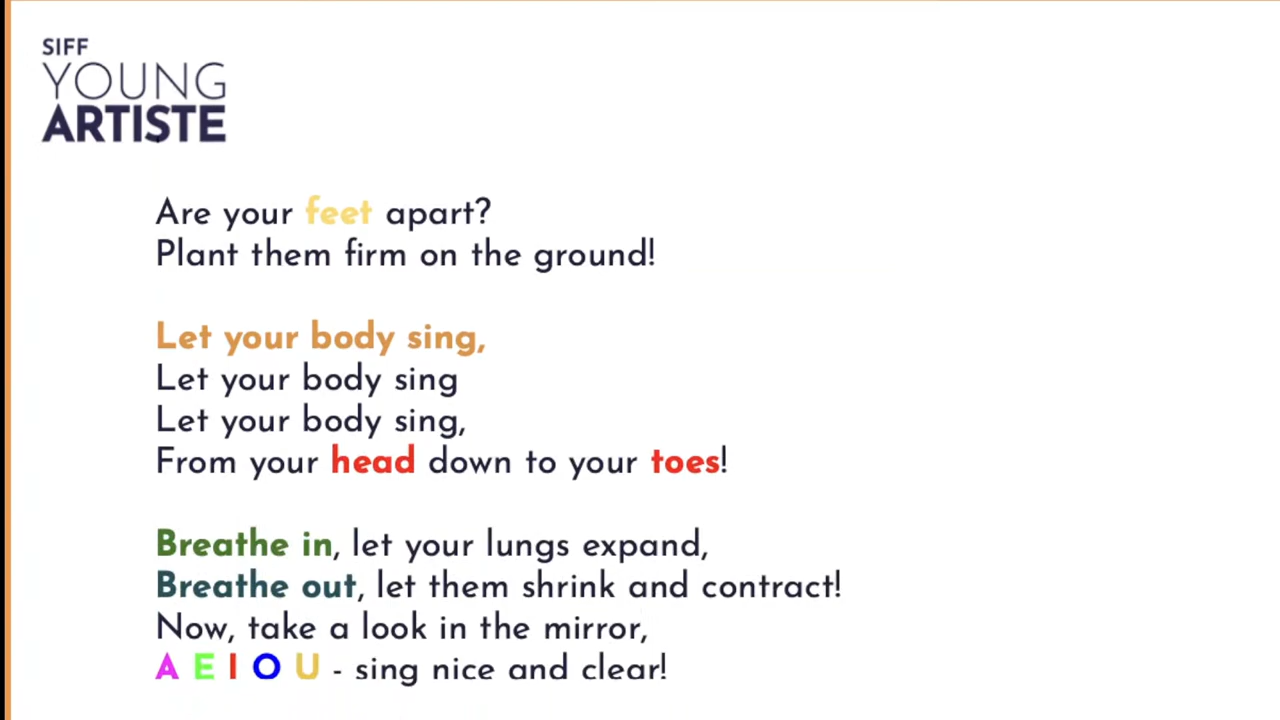 SIFF
YOUNG
ARTISTE
Are your feet apart?
Plant them firm on the ground!
Let your body sing,
Let your body sing
Let your body sing,
From your head down to your toes!
Breathe in, let your lungs expand,
Breathe out, let them shrink and contract!
Now, take a look in the mirror,
A E I O U - sing nice and clear!